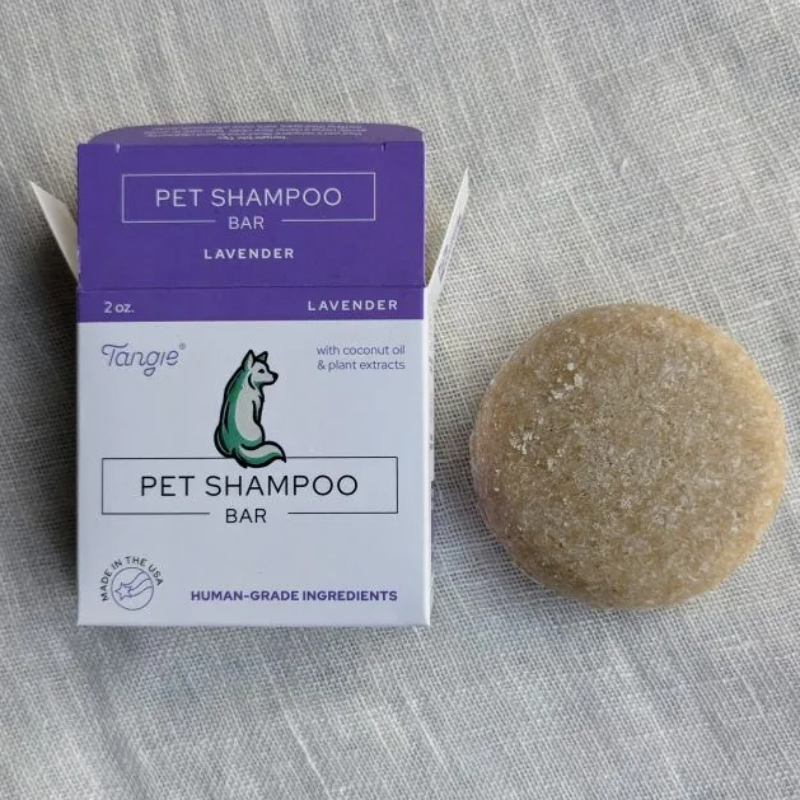 PET SHAMPOO
BAR
LAVENDER
2 oz. LAVENDER
Tangie®
with coconut oil
& plant extracts
PET SHAMPOO
BAR
MADE IN THE USA
HUMAN-GRADE INGREDIENTS